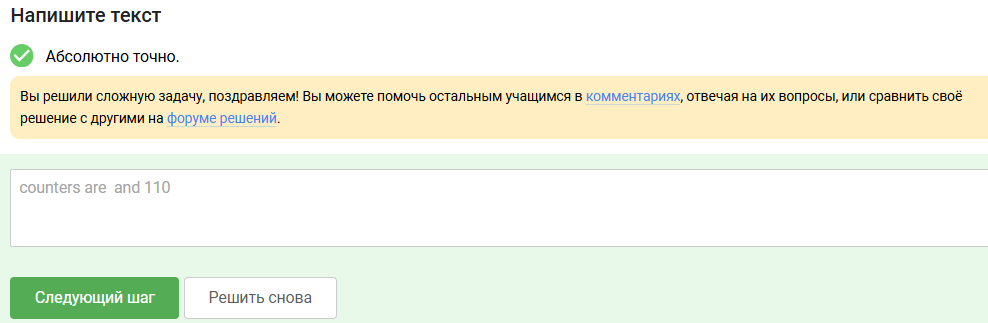 Напишите текст
Абсолютно точно.
Вы решили сложную задачу, поздравляем! Вы можете помочь остальным учащимся в комментариях, отвечая на их вопросы, или сравнить своё
решение с другими на форуме решений.
counters are  and 110
Следующий шаг Решить снова